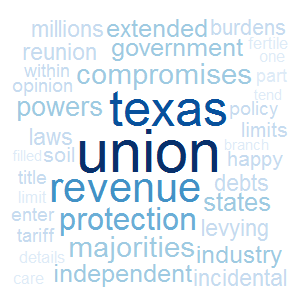 millions extended burdens
reunion government fertile
within one
opinion compromises part
powers texas tend
policy
laws limits
filled soil union branch
happy
title revenue debts
limit states
enter protection levying
tariff
details majorities industry
care independent incidental